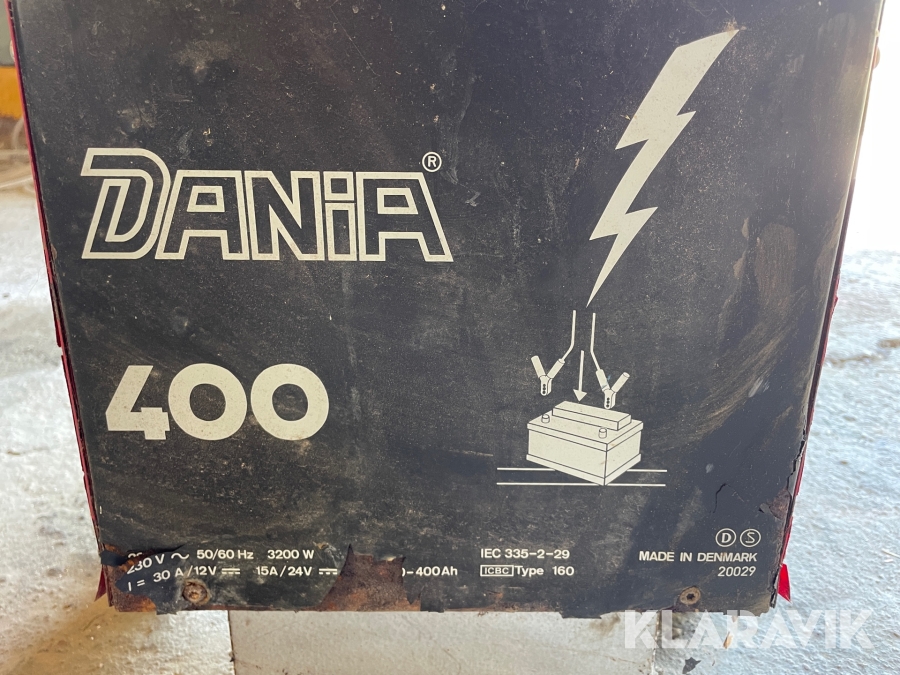 DANiA®
400
230 V ~ 50/60 Hz 3200 W
I = 30 A/12V 15A/24V -400Ah
IEC 335-2-29
ICBC Type 160
D S
MADE IN DENMARK
20029
KLARAVIK